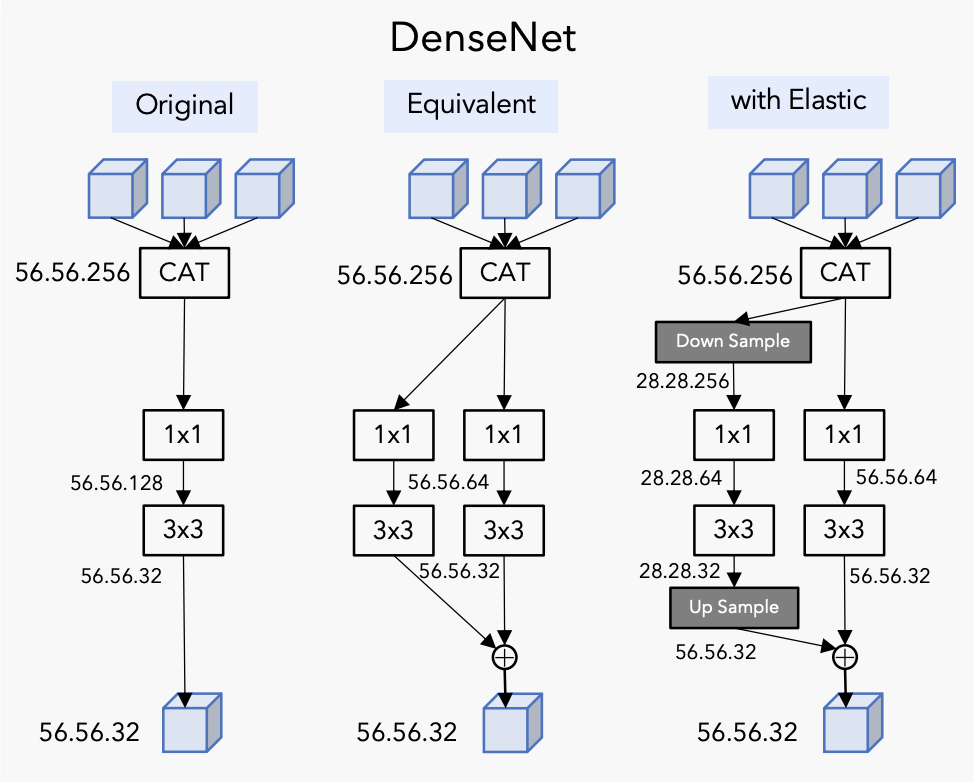 DenseNet
Original
Equivalent
with Elastic
56.56.256
CAT
56.56.256
CAT
56.56.256
CAT
Down Sample
28.28.256
1x1
1x1
1x1
1x1
1x1
56.56.128
56.56.64
28.28.64
56.56.64
3x3
3x3
3x3
3x3
3x3
56.56.32
56.56.32
28.28.32
56.56.32
Up Sample
56.56.32
56.56.32
56.56.32
56.56.32